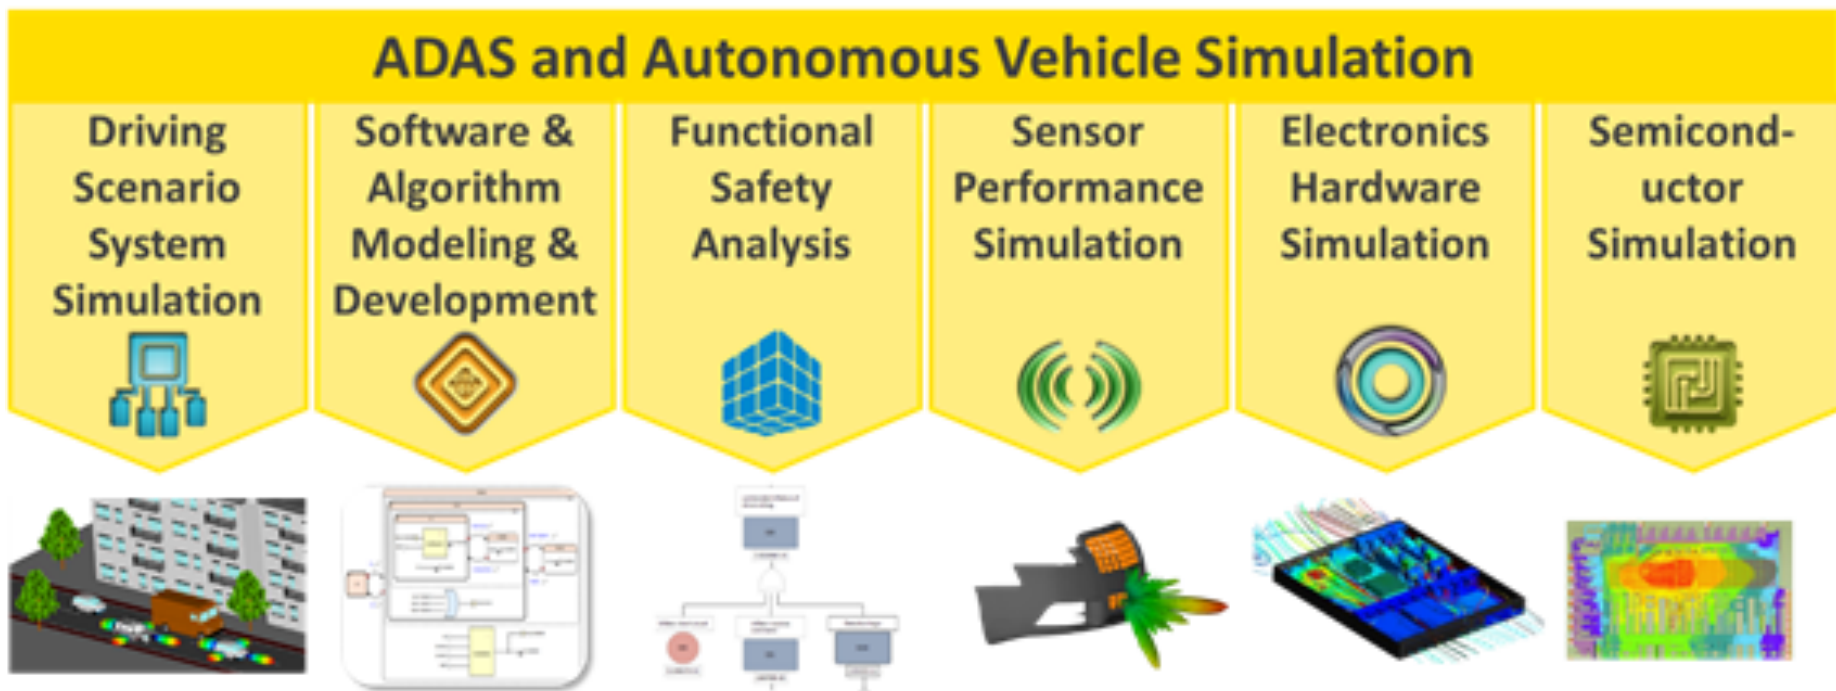 ADAS and Autonomous Vehicle Simulation
Driving
Scenario
System
Simulation
Software &
Algorithm
Modeling &
Development
Functional
Safety
Analysis
Sensor
Performance
Simulation
Electronics
Hardware
Simulation
Semicond-
uctor
Simulation